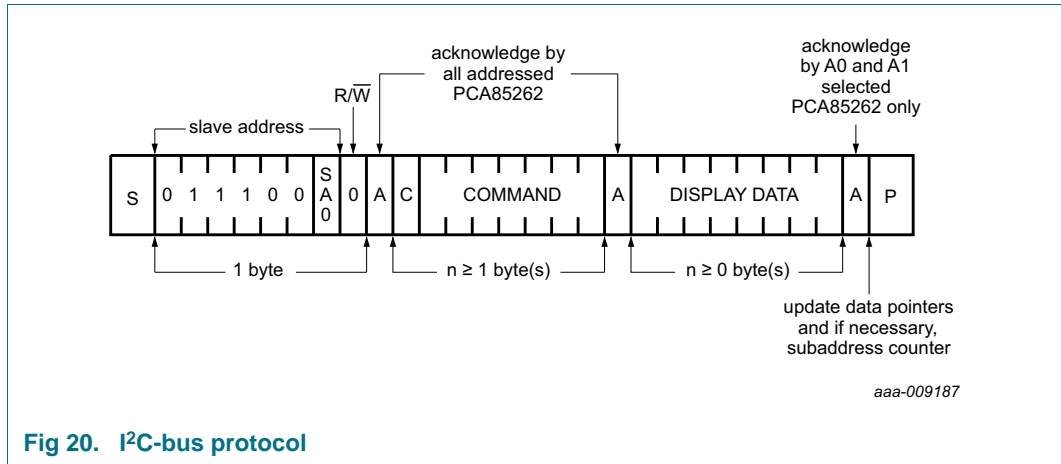 acknowledge by
all addressed
PCA85262
acknowledge
by A0 and A1
selected
PCA85262 only
R/W̅
slave address
S 0 1 1 1 0 0 SA0 0 A C COMMAND A DISPLAY DATA A P
1 byte
n ≥ 1 byte(s)
n ≥ 0 byte(s)
update data pointers
and if necessary,
subaddress counter
aaa-009187
Fig 20. I²C-bus protocol